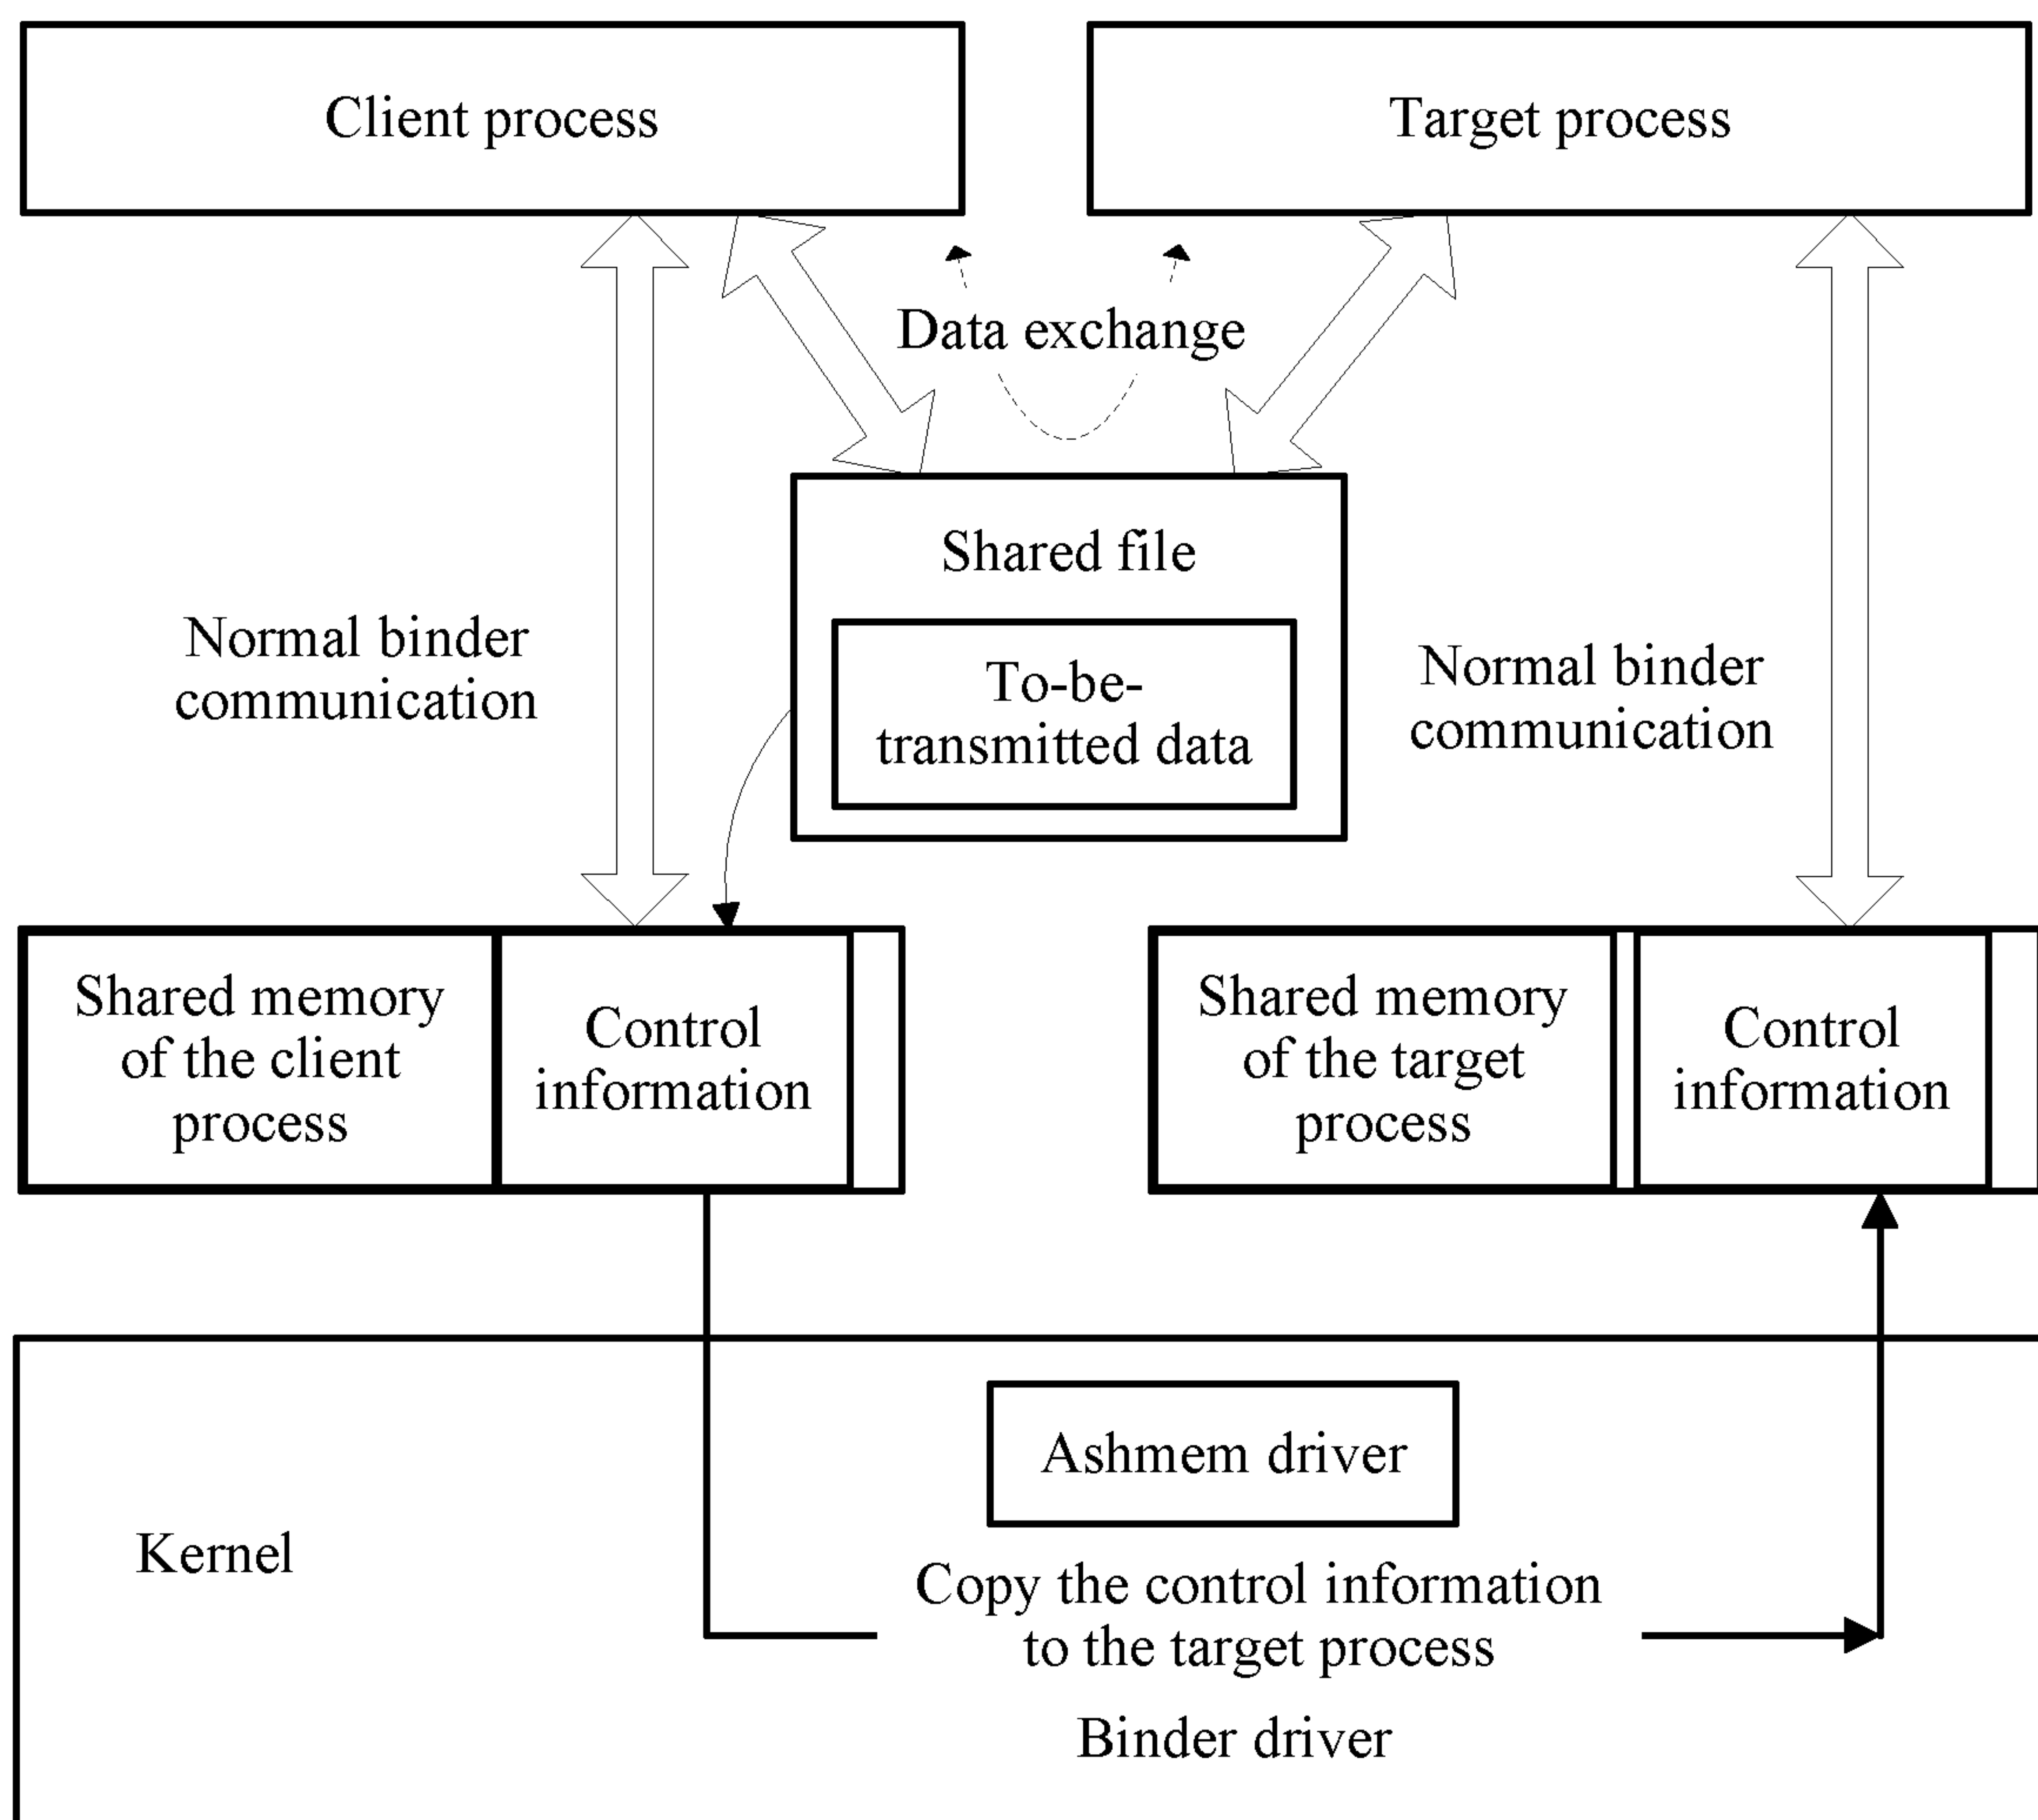 Client process
Target process
Data exchange
Shared file
To-be-
transmitted data
Normal binder
communication
Normal binder
communication
Shared memory
of the client
process
Control
information
Shared memory
of the target
process
Control
information
Ashmem driver
Kernel
Copy the control information
to the target process
Binder driver